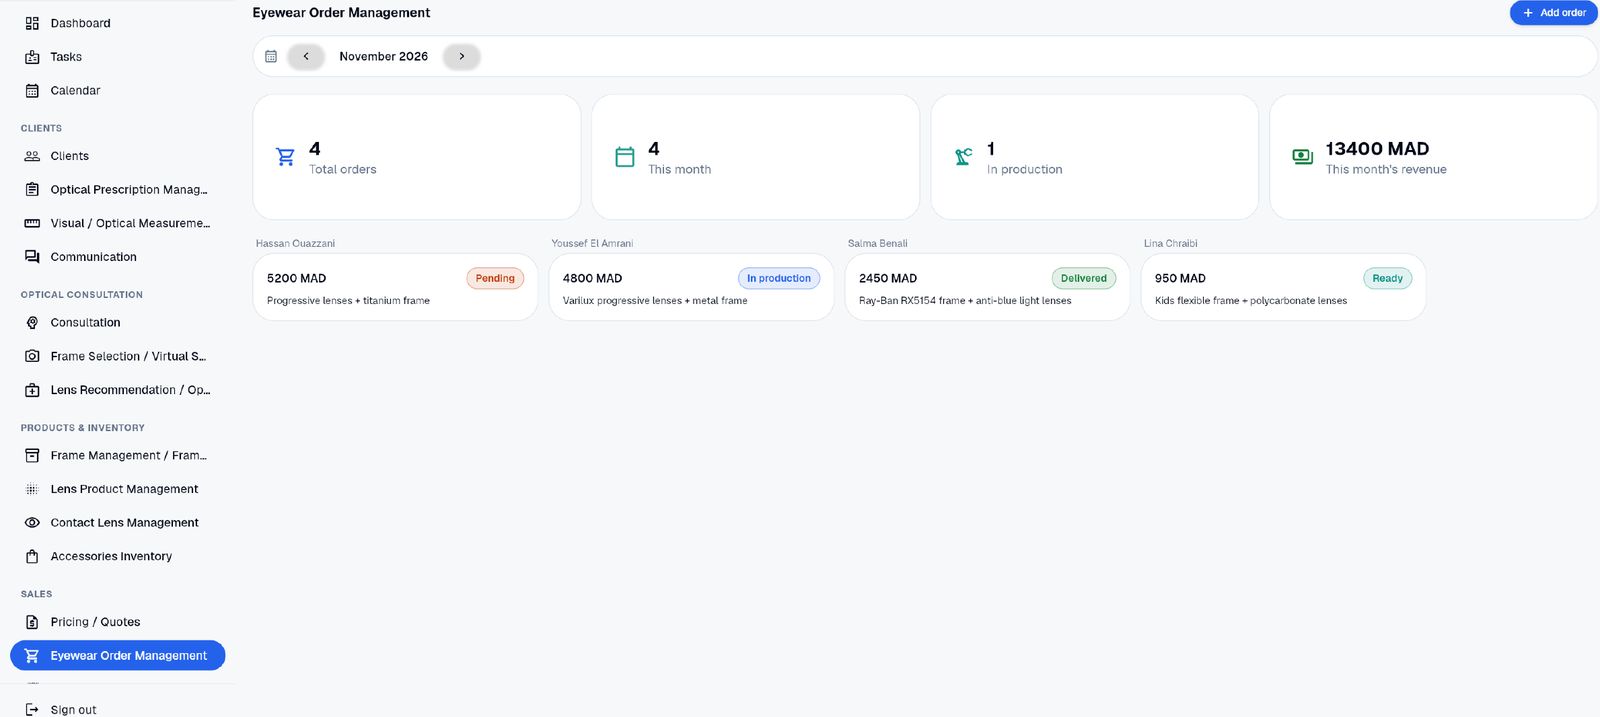 Dashboard
Tasks
Calendar
CLIENTS
Clients
Optical Prescription Manag...
Visual / Optical Measureme...
Communication
OPTICAL CONSULTATION
Consultation
Frame Selection / Virtual S...
Lens Recommendation / Op...
PRODUCTS & INVENTORY
Frame Management / Fram...
Lens Product Management
Contact Lens Management
Accessories Inventory
SALES
Pricing / Quotes
Eyewear Order Management
Sign out
Eyewear Order Management
Add order
November 2026
4
Total orders
4
This month
1
In production
13400 MAD
This month's revenue
Hassan Ouazzani
5200 MAD
Pending
Progressive lenses + titanium frame
Youssef El Amrani
4800 MAD
In production
Varilux progressive lenses + metal frame
Salma Benali
2450 MAD
Delivered
Ray-Ban RX5154 frame + anti-blue light lenses
Lina Chraibi
950 MAD
Ready
Kids flexible frame + polycarbonate lenses